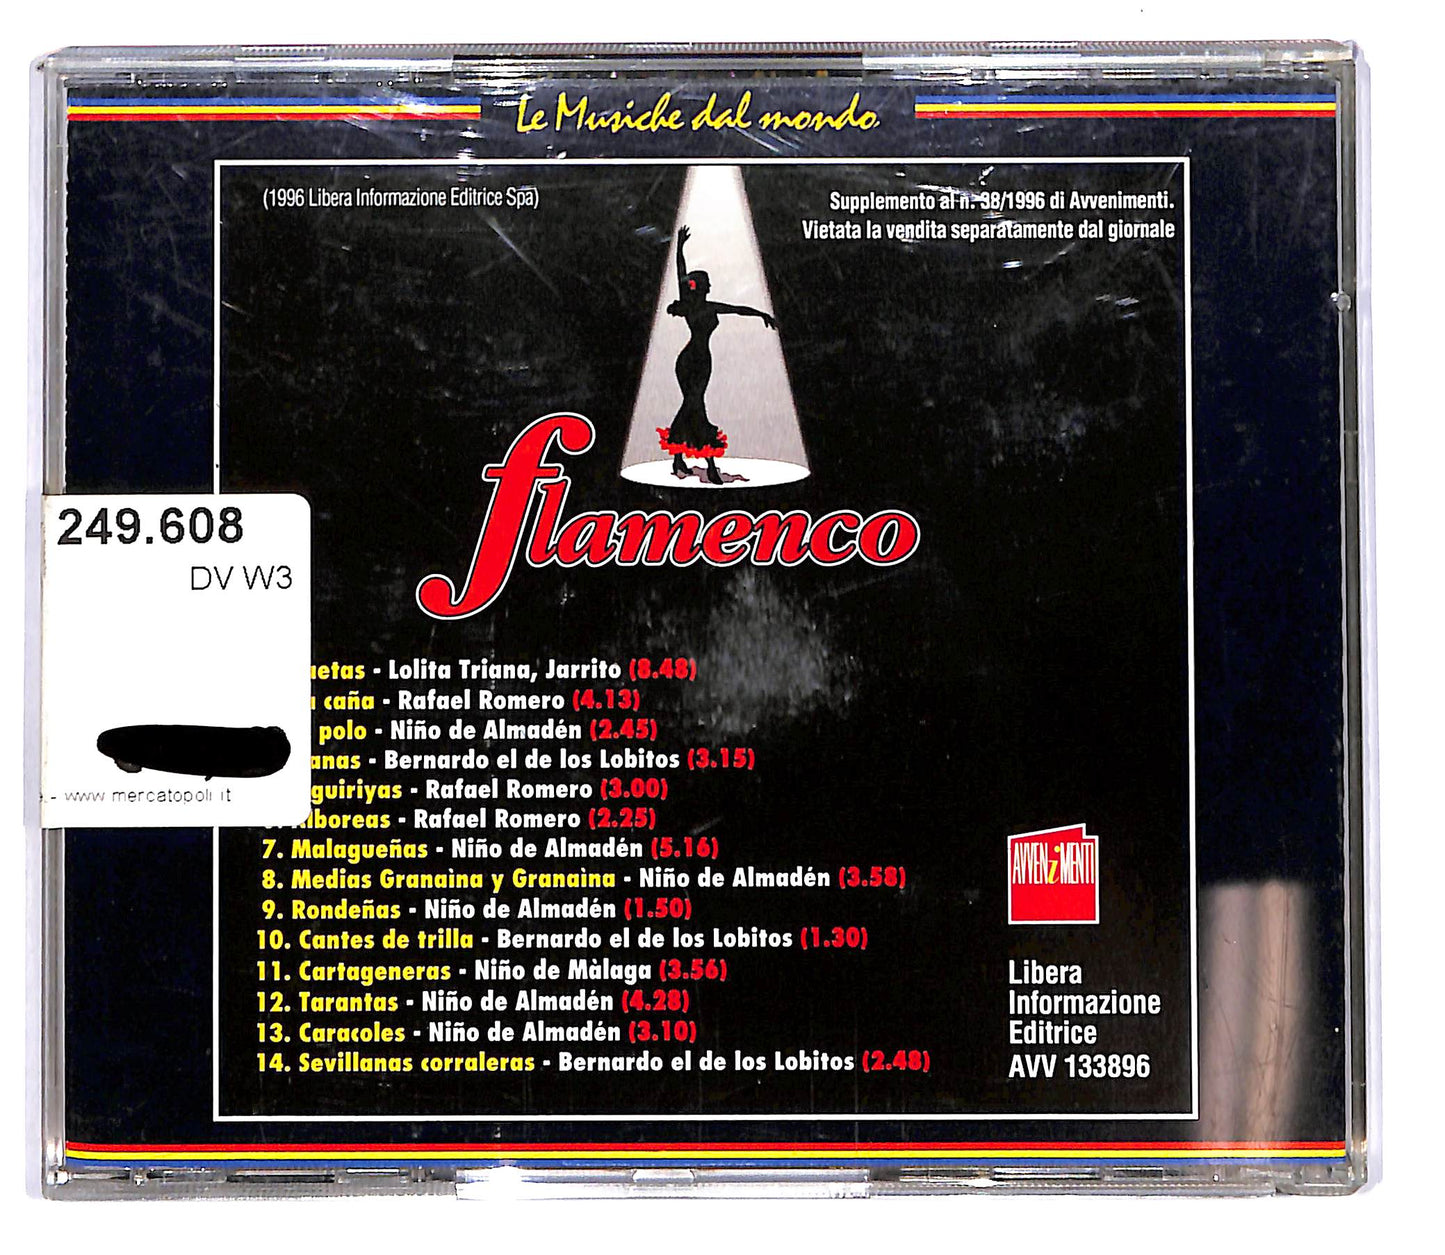 Le Musiche dal mondo.
(1996 Libera Informazione Editrice Spa)
Supplemento al n. 38/1996 di Avvenimenti.
Vietata la vendita separatamente dal giornale
flamenco
249.608
DV W3
- www mercatopoli it
- Lolita Triana, Jarrito (8.48)
caña - Rafael Romero (4.13)
polo - Niño de Almadén (2.45)
- Bernardo el de los Lobitos (3.15)
- Rafael Romero (3.00)
- Rafael Romero (2.25)
7. Malagueñas - Niño de Almadén (5.16)
8. Medias Granaìna y Granaìna - Niño de Almadén (3.58)
9. Rondeñas - Niño de Almadén (1.50)
10. Cantes de trilla - Bernardo el de los Lobitos (1.30)
11. Cartageneras - Niño de Màlaga (3.56)
12. Tarantas - Niño de Almadén (4.28)
13. Caracoles - Niño de Almadén (3.10)
14. Sevillanas corraleras - Bernardo el de los Lobitos (2.48)
AVVENiMENTI
Libera
Informazione
Editrice
AVV 133896